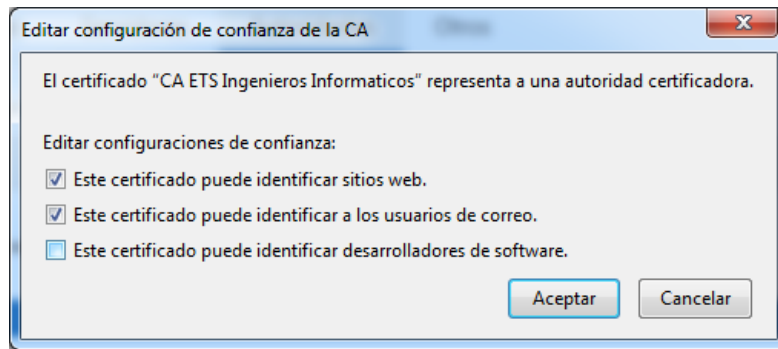 Editar configuración de confianza de la CA
Otros
El certificado "CA ETS Ingenieros Informaticos" representa a una autoridad certificadora.
Editar configuraciones de confianza:
Este certificado puede identificar sitios web.
Este certificado puede identificar a los usuarios de correo.
Este certificado puede identificar desarrolladores de software.
Aceptar Cancelar